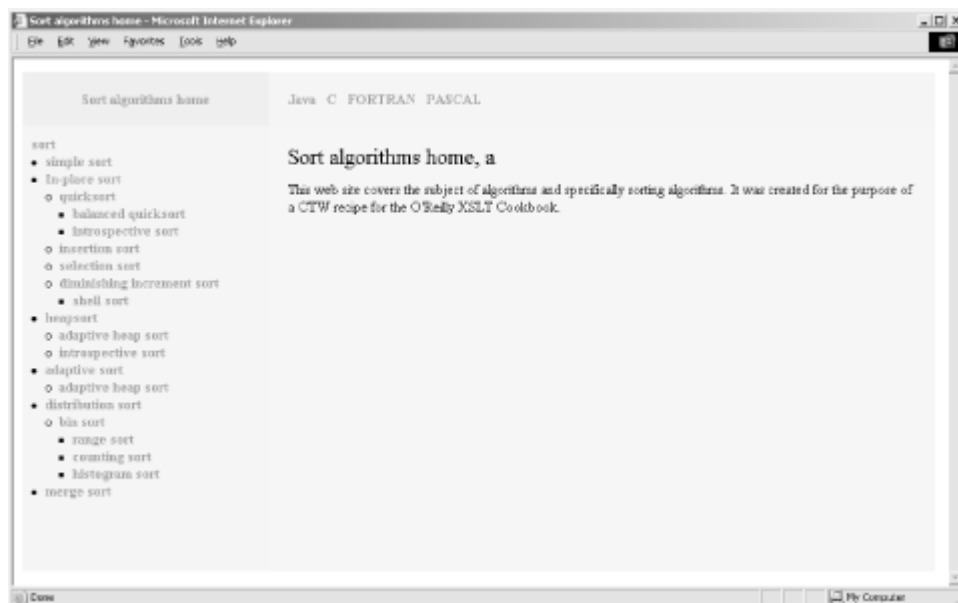 Sort algorithms home - Microsoft Internet Explorer
File Edit View Favorites Tools Help
Sort algorithms home
Java C FORTRAN PASCAL
sort
simple sort
In-place sort
quicksort
balanced quicksort
introspective sort
insertion sort
selection sort
diminishing increment sort
shell sort
heapsort
adaptive heap sort
introspective sort
adaptive sort
adaptive heap sort
distribution sort
bin sort
range sort
counting sort
histogram sort
merge sort
Sort algorithms home, a
This web site covers the subject of algorithms and specifically sorting algorithms. It was created for the purpose of
a CTW recipe for the O'Reilly XSLT Cookbook.
Done
My Computer